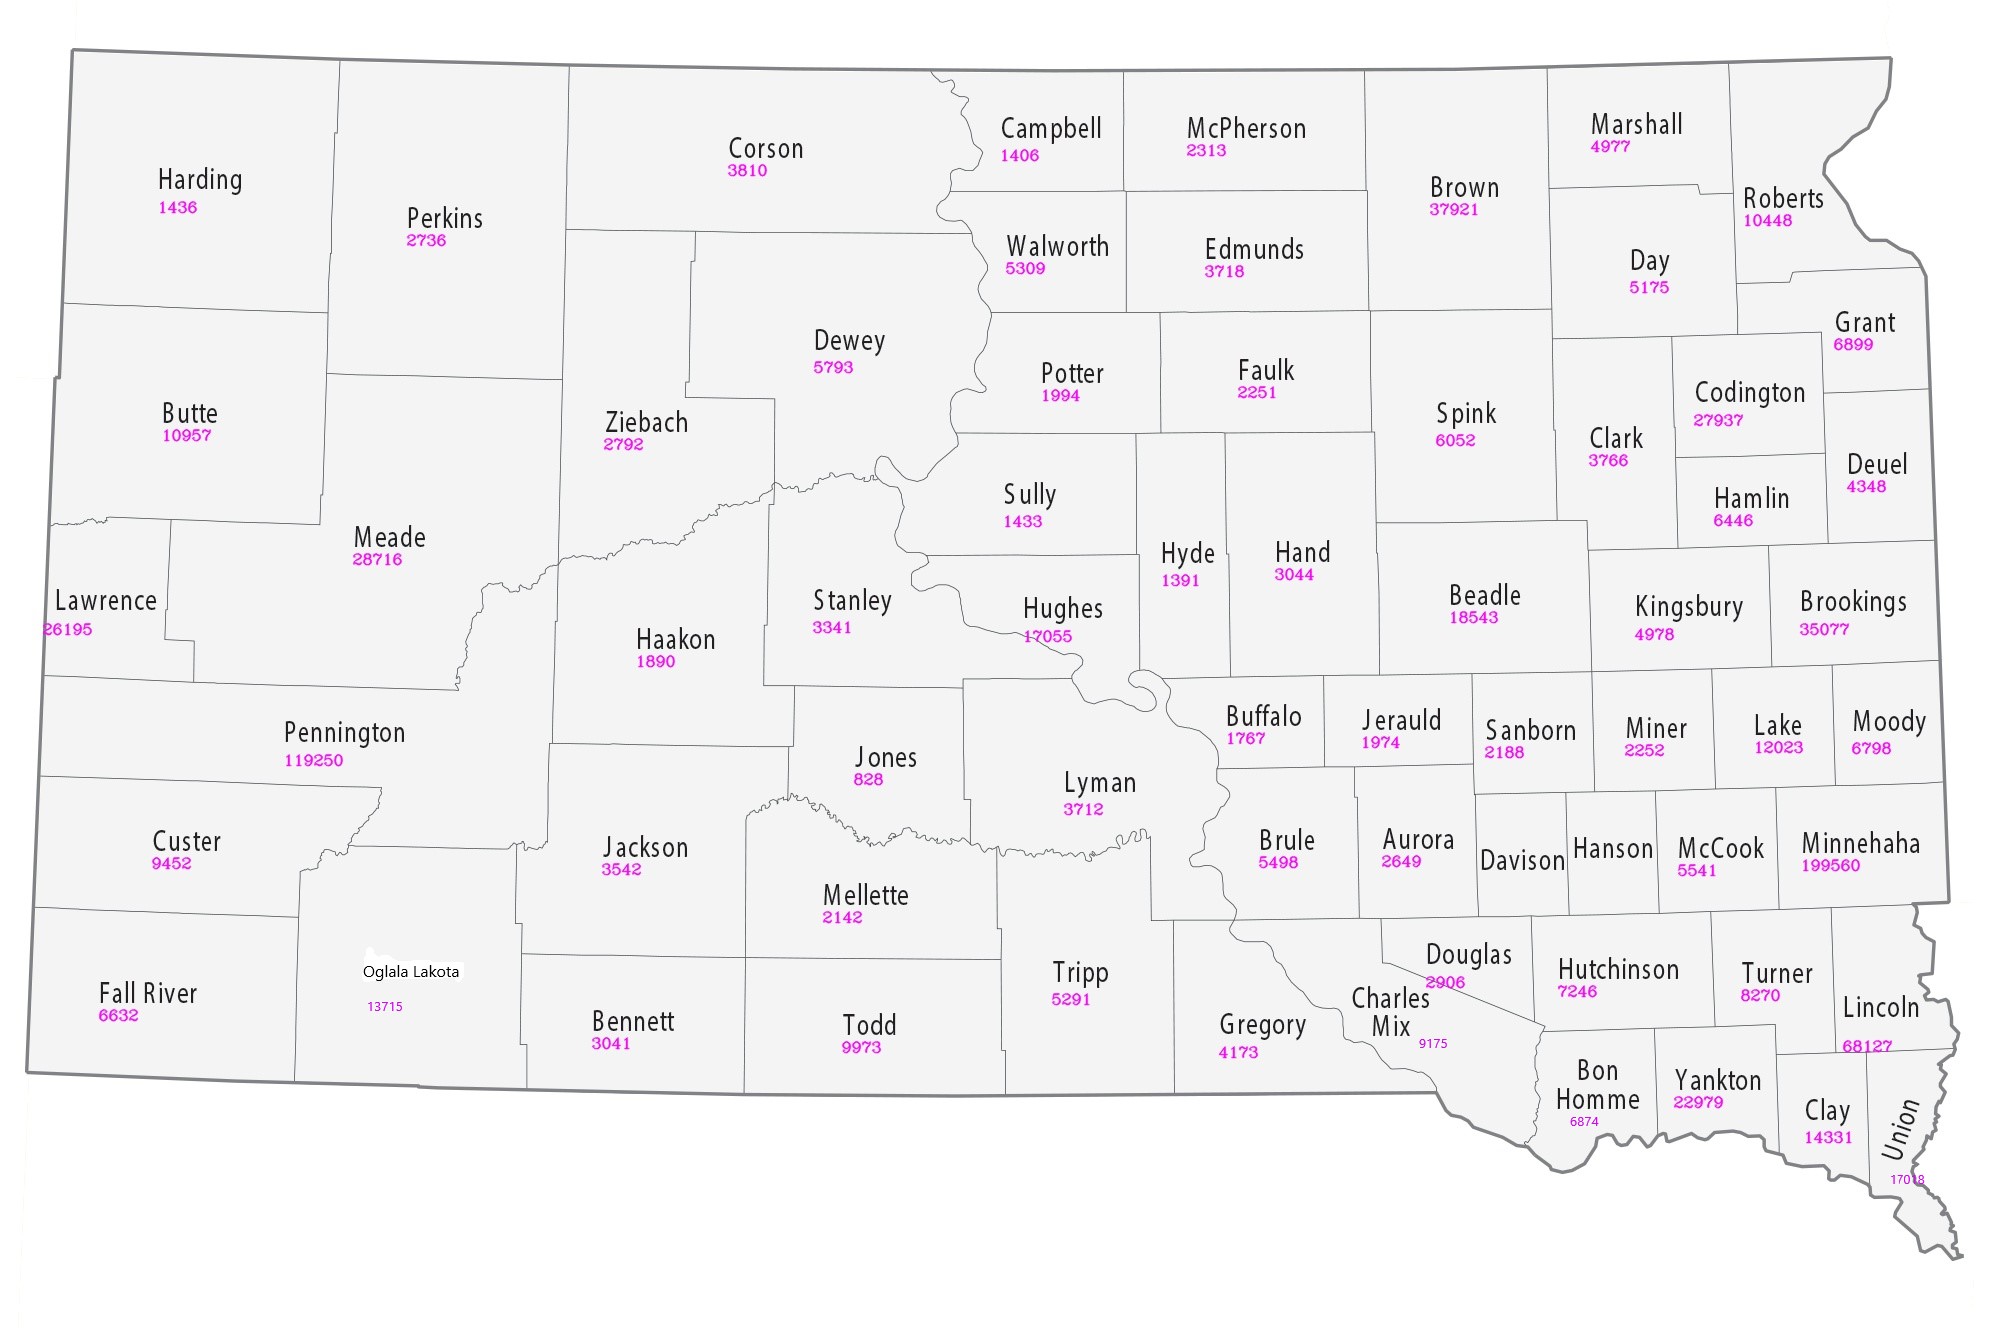 Harding
1436
Perkins
2736
Corson
3810
Campbell
1406
McPherson
2313
Brown
37921
Marshall
4977
Roberts
10448
Walworth
5309
Edmunds
3718
Day
5175
Grant
6899
Butte
10957
Ziebach
2792
Dewey
5793
Potter
1994
Faulk
2251
Spink
6052
Clark
3766
Codington
27937
Deuel
4348
Hamlin
6446
Meade
28716
Sully
1433
Hyde
1391
Hand
3044
Lawrence
26195
Haakon
1890
Stanley
3341
Hughes
17055
Beadle
18543
Kingsbury
4978
Brookings
35077
Pennington
119250
Jones
828
Lyman
3712
Buffalo
1767
Jerauld
1974
Sanborn
2188
Miner
2252
Lake
12023
Moody
6798
Custer
9452
Jackson
3542
Mellette
2142
Brule
5498
Aurora
2649
Davison
Hanson
McCook
5541
Minnehaha
199560
Fall River
6632
Oglala Lakota
13715
Bennett
3041
Todd
9973
Tripp
5291
Gregory
4173
Charles
Mix
9175
Douglas
2906
Hutchinson
7246
Turner
8270
Lincoln
68127
Bon
Homme
6874
Yankton
22979
Clay
14331
Union
17018